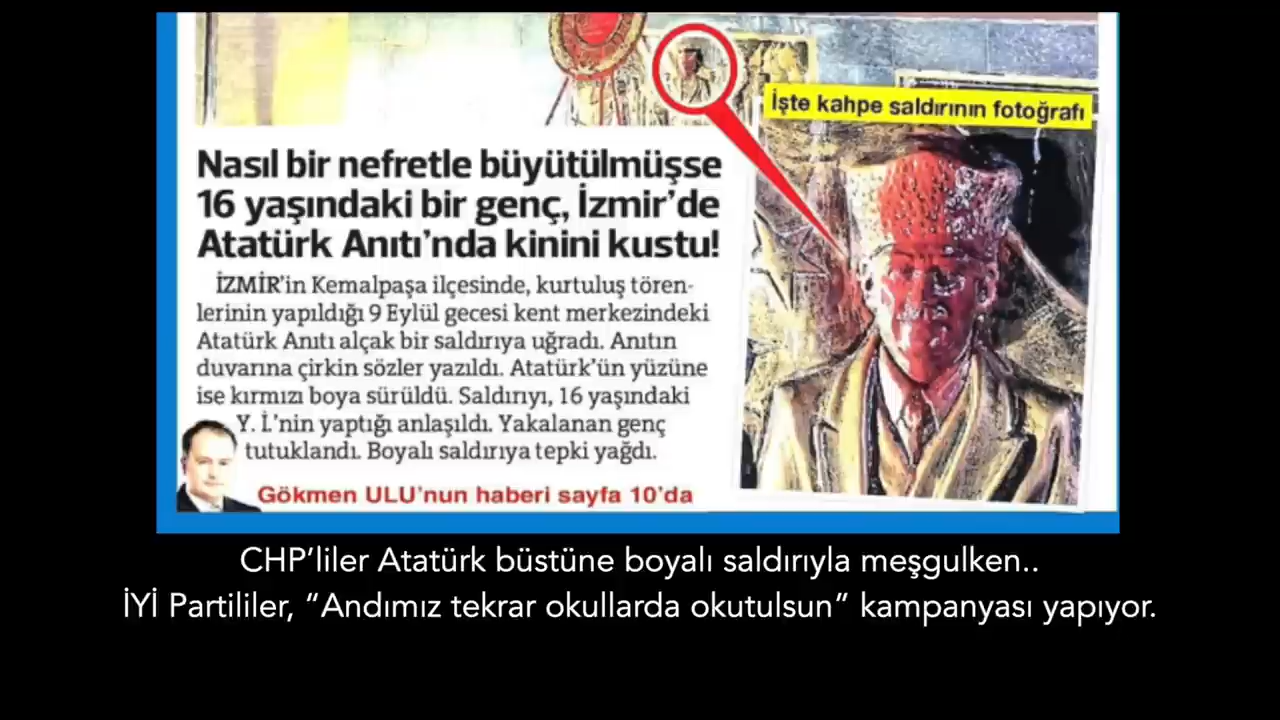 İşte kahpe saldırının fotoğrafı
Nasıl bir nefretle büyütülmüşse
16 yaşındaki bir genç, İzmir'de
Atatürk Anıtı'nda kinini kustu!
İZMİR'in Kemalpaşa ilçesinde, kurtuluş tören-
lerinin yapıldığı 9 Eylül gecesi kent merkezindeki
Atatürk Anıtı alçak bir saldırıya uğradı. Anıtın
duvarına çirkin sözler yazıldı. Atatürk'ün yüzüne
ise kırmızı boya sürüldü. Saldırıyı, 16 yaşındaki
Y. İ.'nin yaptığı anlaşıldı. Yakalanan genç
tutuklandı. Boyalı saldırıya tepki yağdı.
Gökmen ULU'nun haberi sayfa 10'da
CHP'liler Atatürk büstüne boyalı saldırıyla meşgulken..
İYİ Partililer, "Andımız tekrar okullarda okutulsun" kampanyası yapıyor.